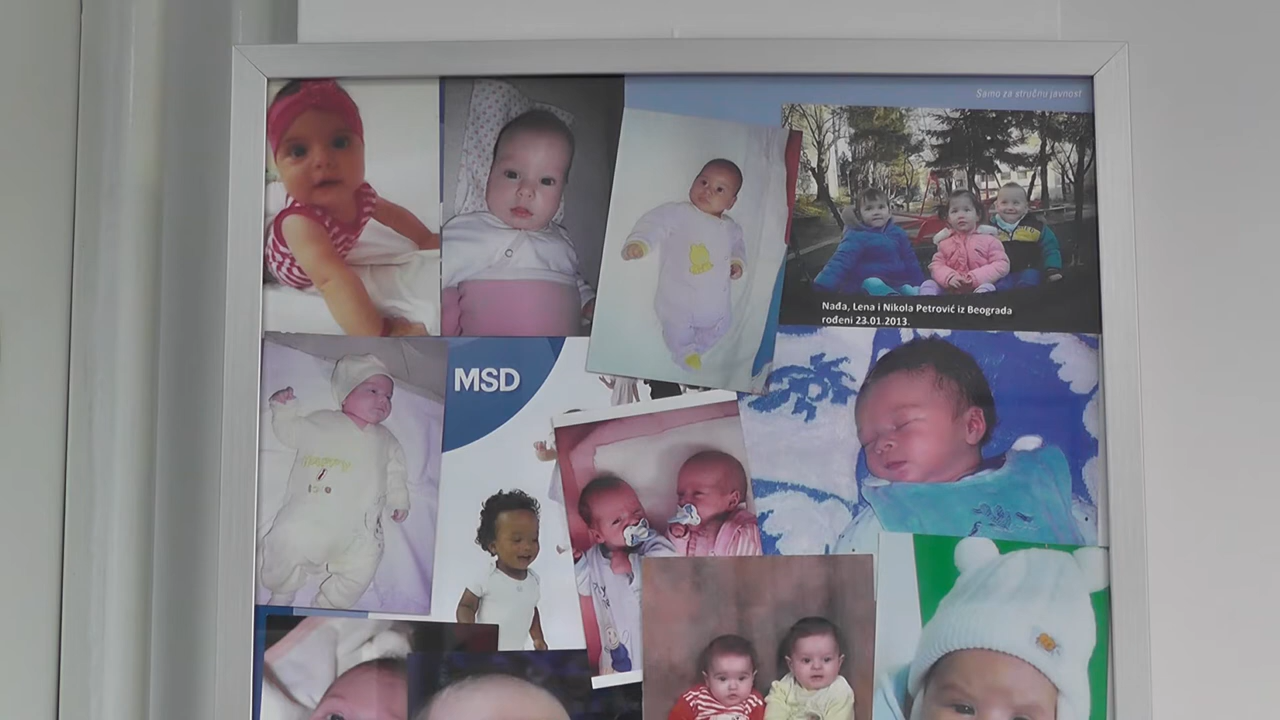 Samo za stručnu javnost
Nađa, Lena i Nikola Petrović iz Beograda
rođeni 23.01.2013.
MSD